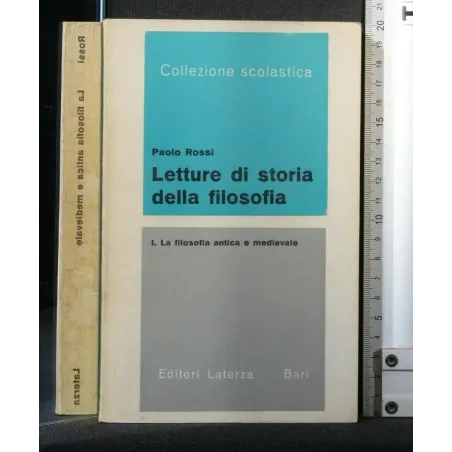 Rossi
La filosofia antica e medievale
Laterza
Collezione scolastica
Paolo Rossi
Letture di storia
della filosofia
I. La filosofia antica e medievale
Editori Laterza Bari